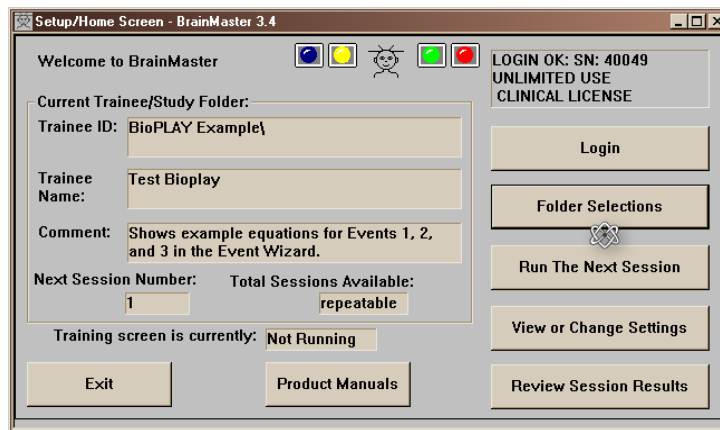 Setup/Home Screen - BrainMaster 3.4
Welcome to BrainMaster
LOGIN OK: SN: 40049
UNLIMITED USE
CLINICAL LICENSE
Current Trainee/Study Folder:
Trainee ID: BioPLAY Example\
Trainee Name: Test Bioplay
Comment: Shows example equations for Events 1, 2,
and 3 in the Event Wizard.
Next Session Number: 1
Total Sessions Available: repeatable
Training screen is currently: Not Running
Exit
Product Manuals
Login
Folder Selections
Run The Next Session
View or Change Settings
Review Session Results